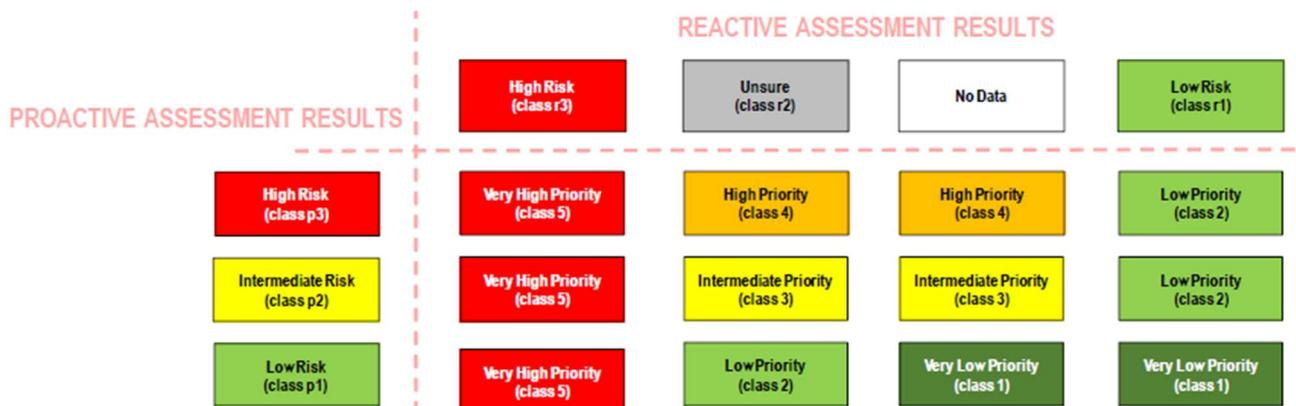 REACTIVE ASSESSMENT RESULTS
High Risk
(class r3)
Unsure
(class r2)
No Data
Low Risk
(class r1)
PROACTIVE ASSESSMENT RESULTS
High Risk
(class p3)
Very High Priority
(class 5)
High Priority
(class 4)
High Priority
(class 4)
Low Priority
(class 2)
Intermediate Risk
(class p2)
Very High Priority
(class 5)
Intermediate Priority
(class 3)
Intermediate Priority
(class 3)
Low Priority
(class 2)
Low Risk
(class p1)
Very High Priority
(class 5)
Low Priority
(class 2)
Very Low Priority
(class 1)
Very Low Priority
(class 1)